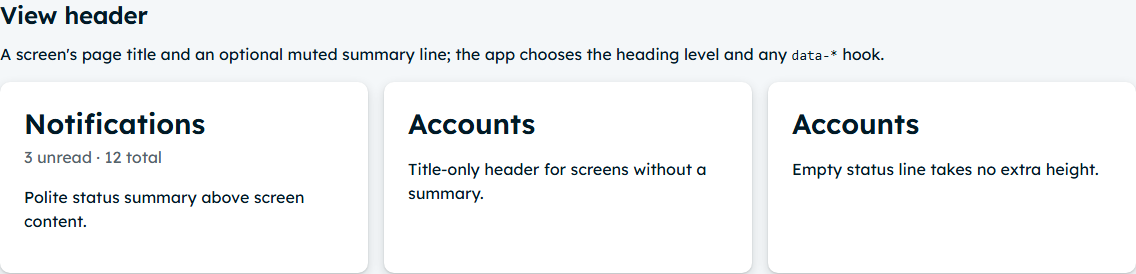 View header
A screen's page title and an optional muted summary line; the app chooses the heading level and any data-* hook.
Notifications
3 unread · 12 total
Polite status summary above screen
content.
Accounts
Title-only header for screens without a
summary.
Accounts
Empty status line takes no extra height.